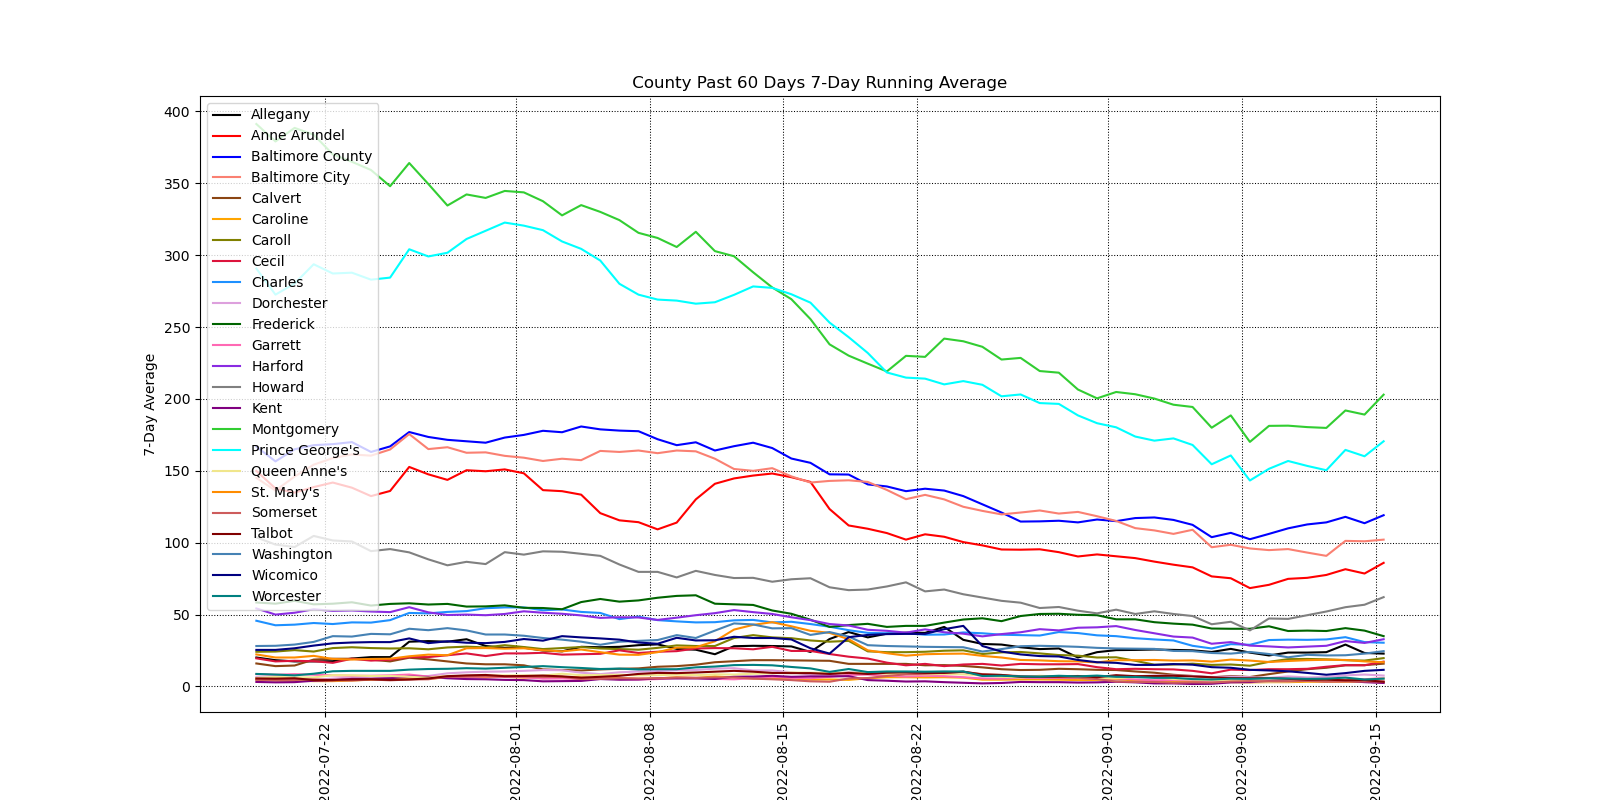 County Past 60 Days 7-Day Running Average
7-Day Average
400
350
300
250
200
150
100
50
0
Allegany
Anne Arundel
Baltimore County
Baltimore City
Calvert
Caroline
Caroll
Cecil
Charles
Dorchester
Frederick
Garrett
Harford
Howard
Kent
Montgomery
Prince George's
Queen Anne's
St. Mary's
Somerset
Talbot
Washington
Wicomico
Worcester
2022-07-22
2022-08-01
2022-08-08
2022-08-15
2022-08-22
2022-09-01
2022-09-08
2022-09-15